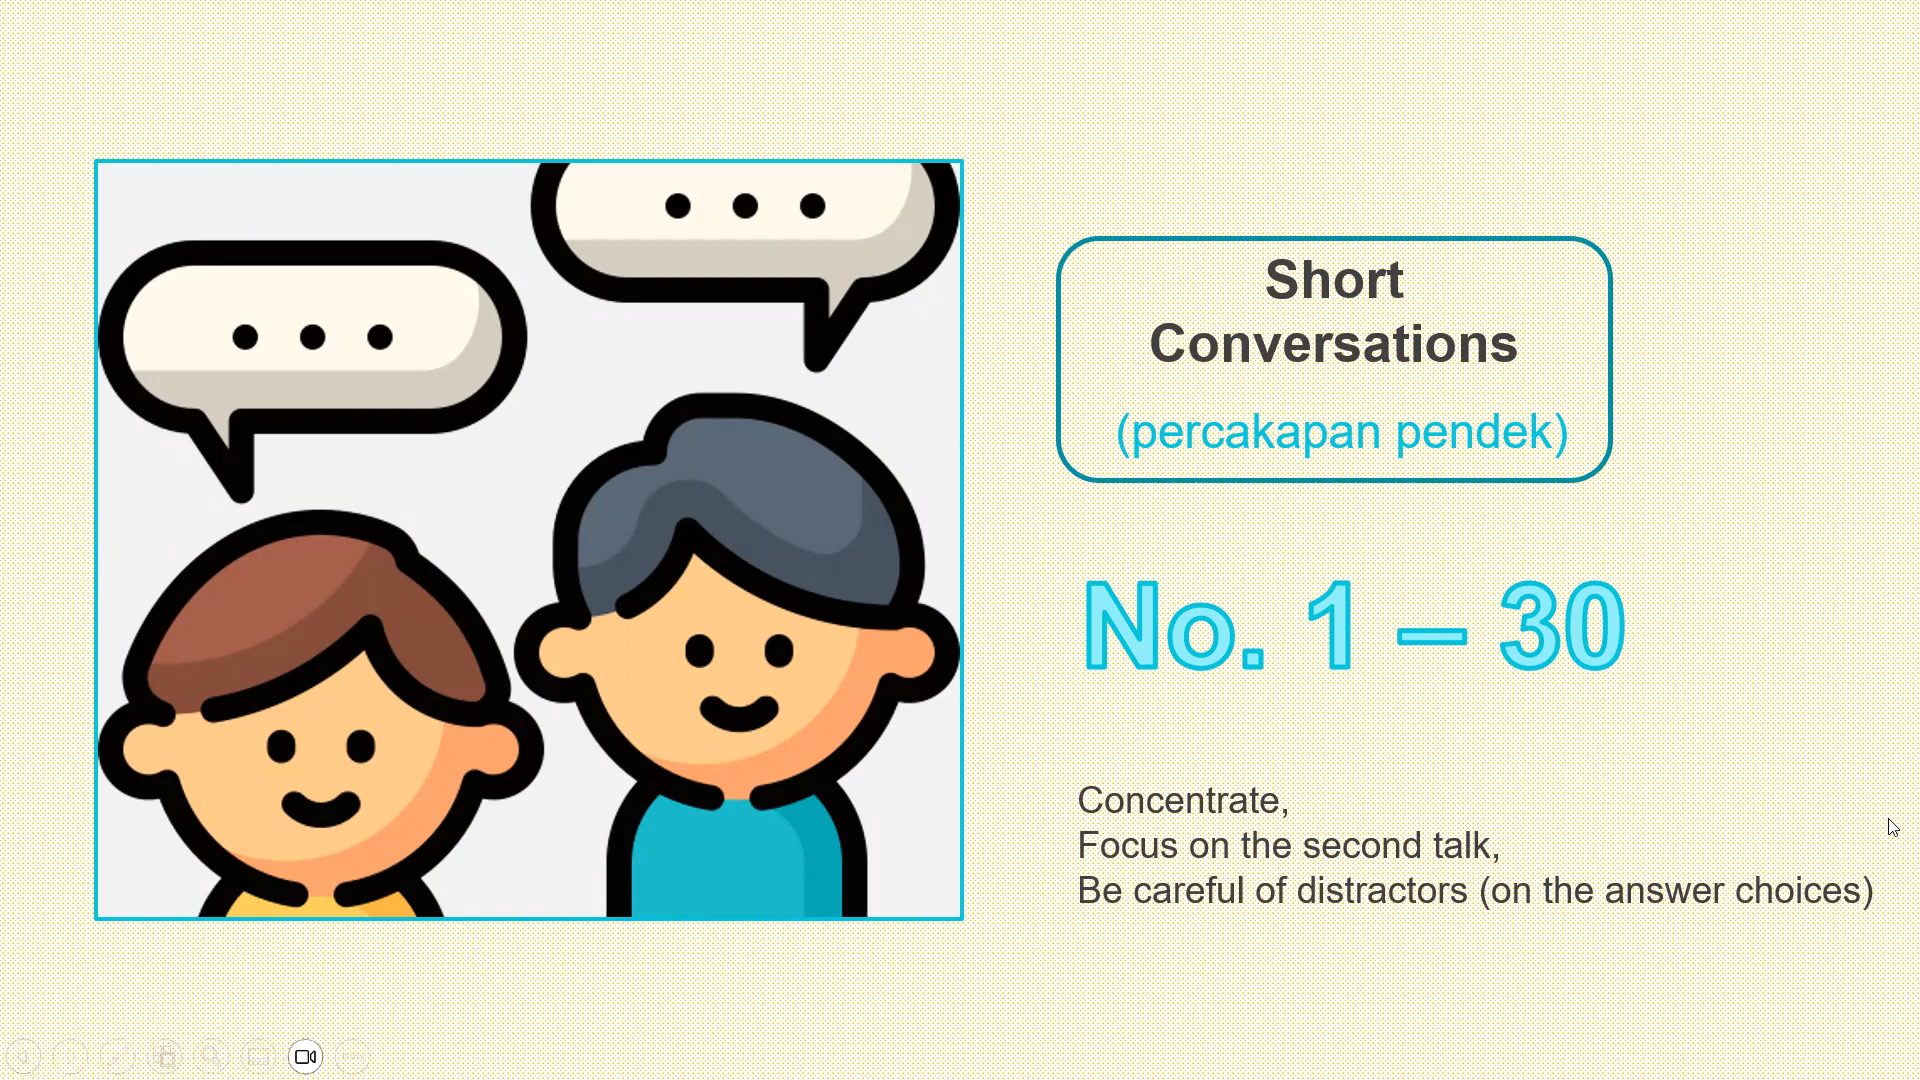 Short
Conversations
(percakapan pendek)
No. 1 – 30
Concentrate,
Focus on the second talk,
Be careful of distractors (on the answer choices)